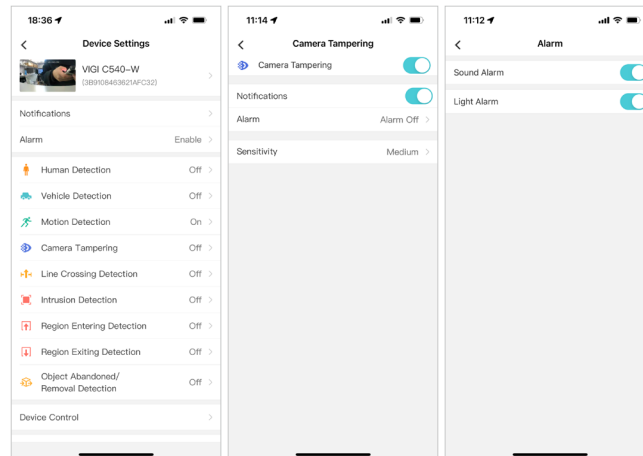 18:36
Device Settings
VIGI C540-W
(3B9108463621AFC32)
Notifications
Alarm Enable
Human Detection Off
Vehicle Detection Off
Motion Detection On
Camera Tampering Off
Line Crossing Detection Off
Intrusion Detection Off
Region Entering Detection Off
Region Exiting Detection Off
Object Abandoned/
Removal Detection Off
Device Control
11:14
Camera Tampering
Camera Tampering
Notifications
Alarm Alarm Off
Sensitivity Medium
11:12
Alarm
Sound Alarm
Light Alarm